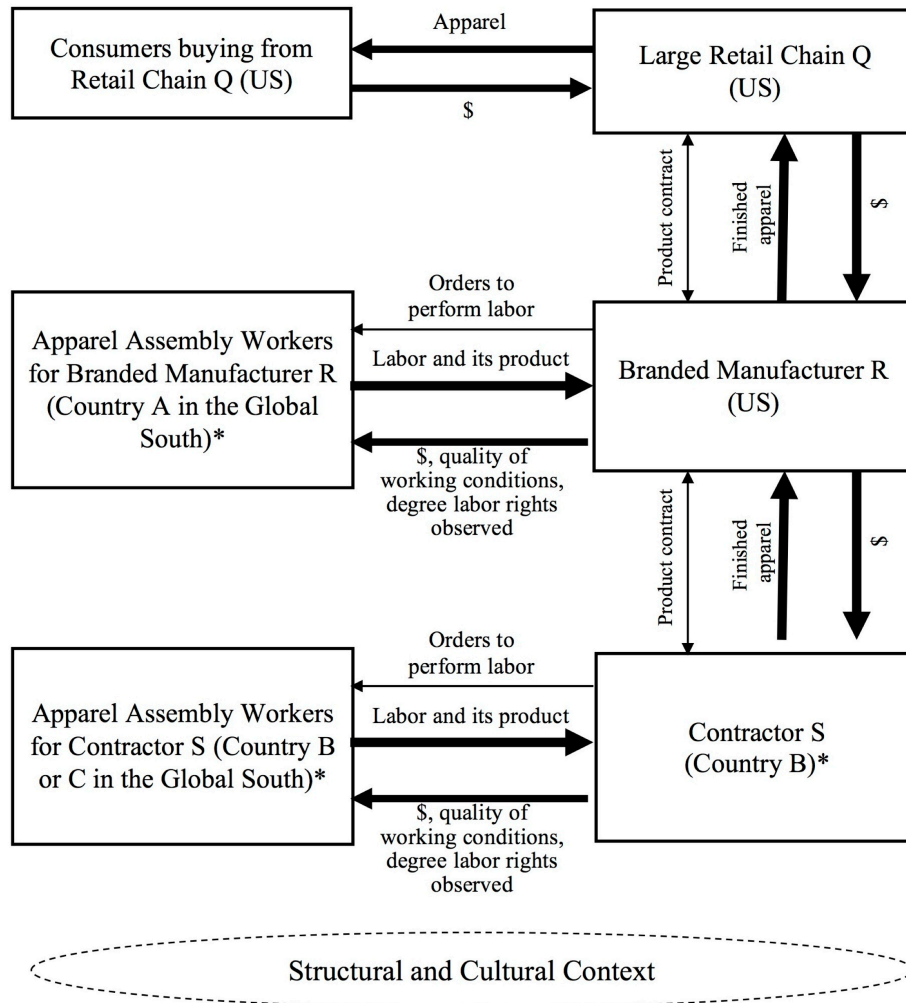 Consumers buying from
Retail Chain Q (US)
Apparel
$
Large Retail Chain Q
(US)
Product contract
Finished
apparel
$
Apparel Assembly Workers
for Branded Manufacturer R
(Country A in the Global
South)*
Orders to
perform labor
Labor and its product
$, quality of
working conditions,
degree labor rights
observed
Branded Manufacturer R
(US)
Product contract
Finished
apparel
$
Apparel Assembly Workers
for Contractor S (Country B
or C in the Global South)*
Orders to
perform labor
Labor and its product
$, quality of
working conditions,
degree labor rights
observed
Contractor S
(Country B)*
Structural and Cultural Context